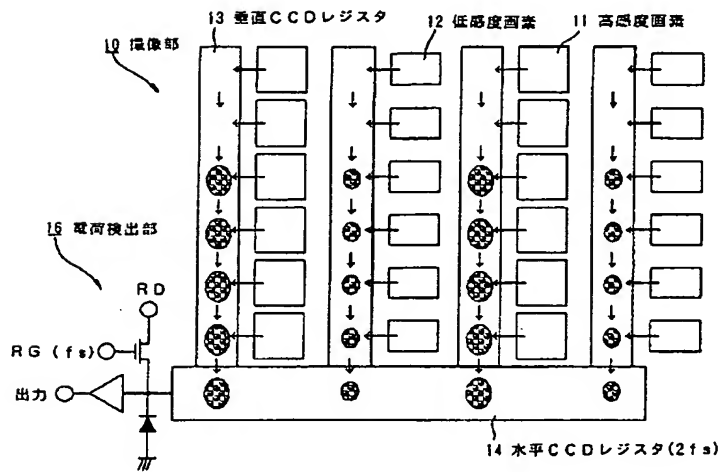 13 垂直CCDレジスタ
12 低感度画素
11 高感度画素
10 撮像部
16 電荷検出部
RD
RG (fs)
出力
14 水平CCDレジスタ(2fs)